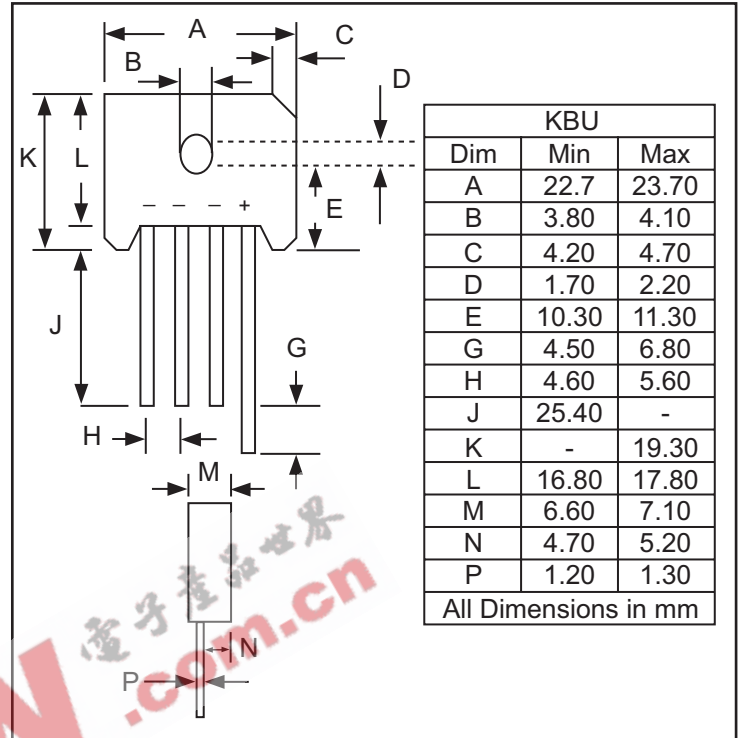 A
C
B
D
K
L
E
— — — +
J
G
H
M
N
P
KBU
Dim Min Max
A 22.7 23.70
B 3.80 4.10
C 4.20 4.70
D 1.70 2.20
E 10.30 11.30
G 4.50 6.80
H 4.60 5.60
J 25.40 -
K - 19.30
L 16.80 17.80
M 6.60 7.10
N 4.70 5.20
P 1.20 1.30
All Dimensions in mm
電子產品世界
W .com.cn